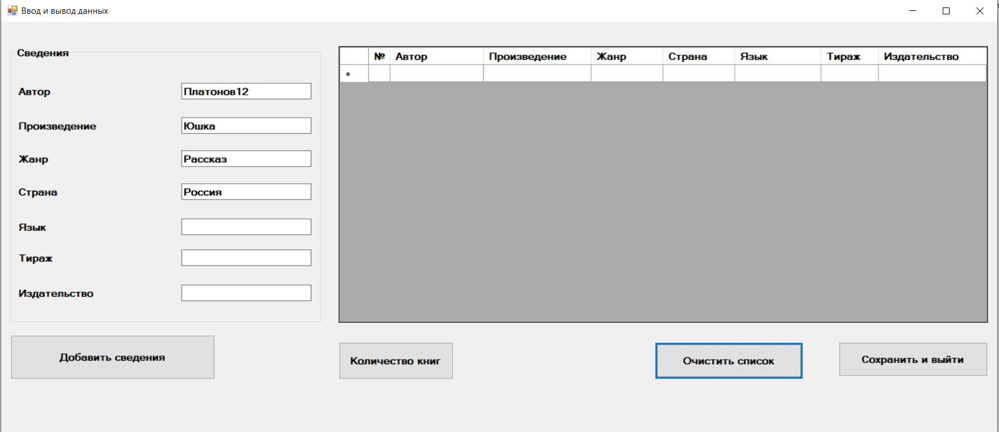 Ввод и вывод данных
Сведения
Автор
Платонов12
Произведение
Юшка
Жанр
Рассказ
Страна
Россия
Язык
Тираж
Издательство
№ Автор Произведение Жанр Страна Язык Тираж Издательство
*
Добавить сведения
Количество книг
Очистить список
Сохранить и выйти